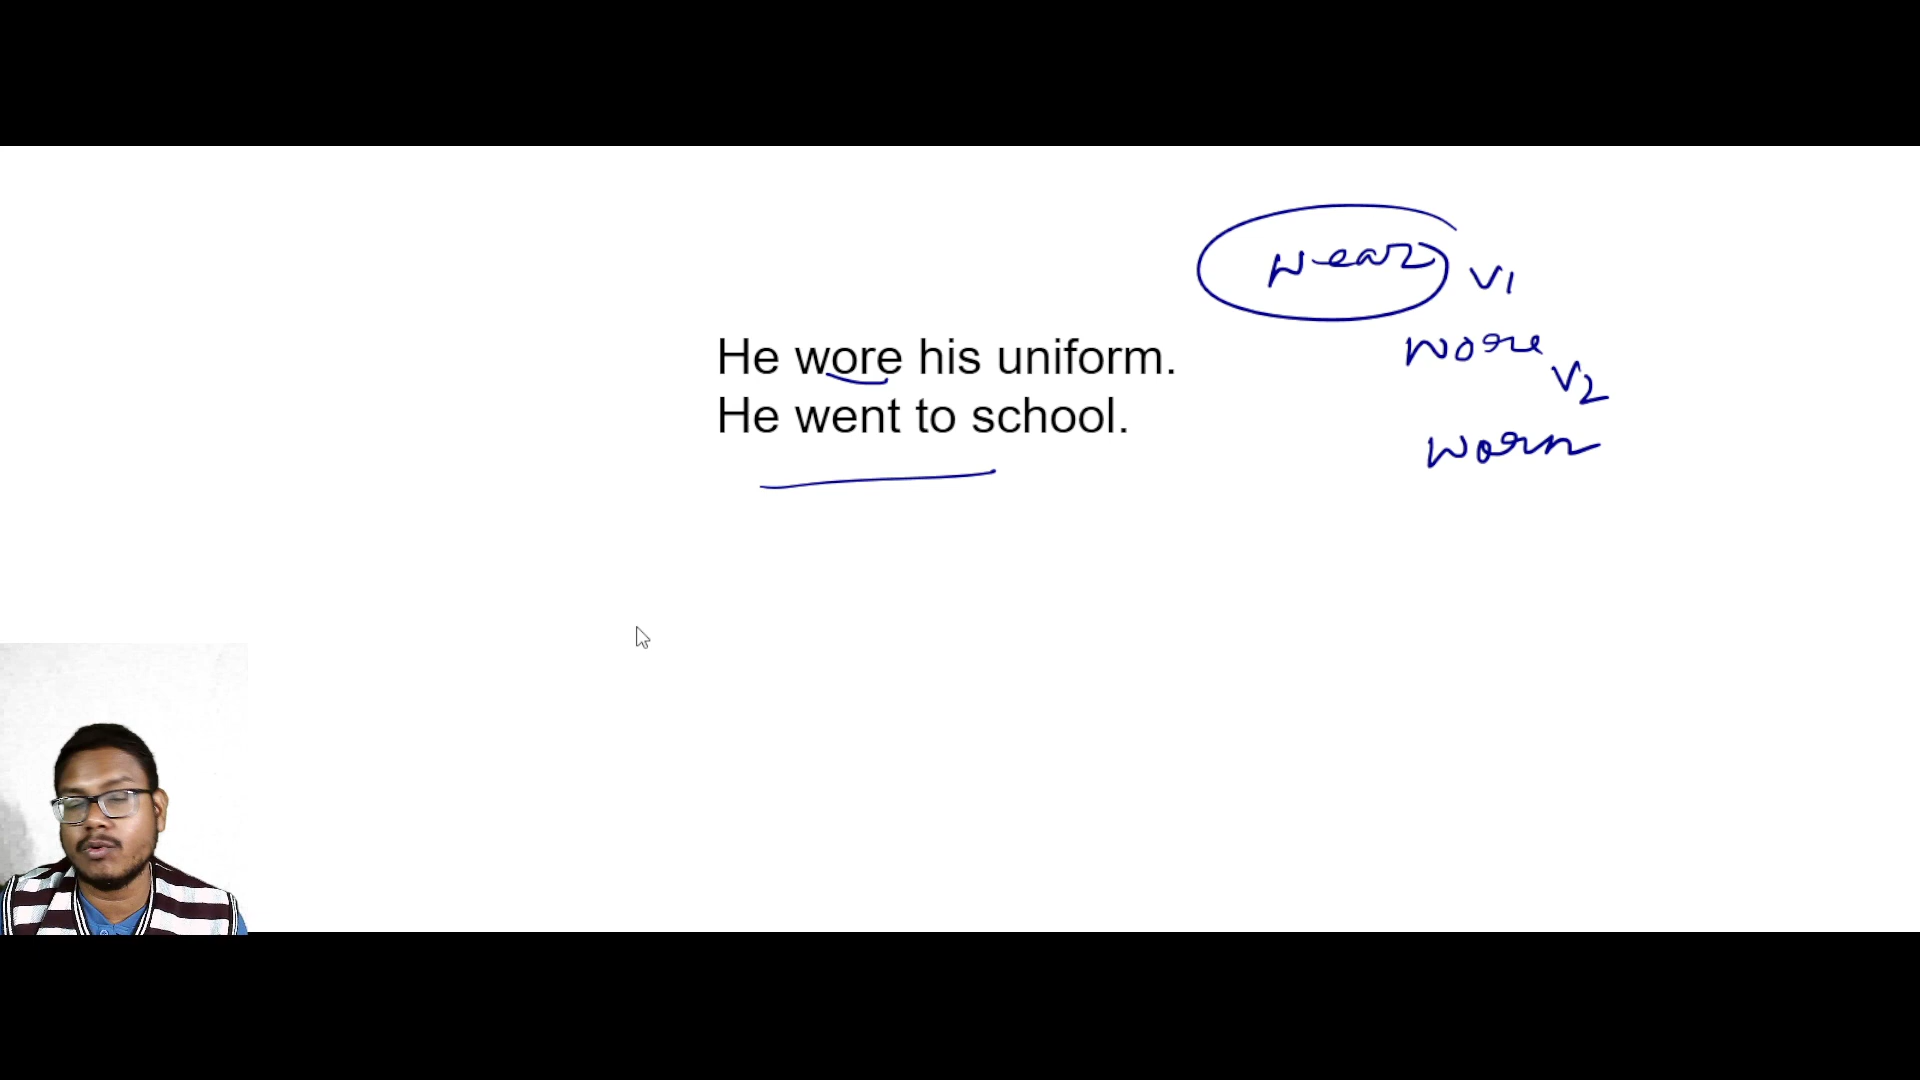 wear V1
He wore his uniform.
wore V2
He went to school.
worn